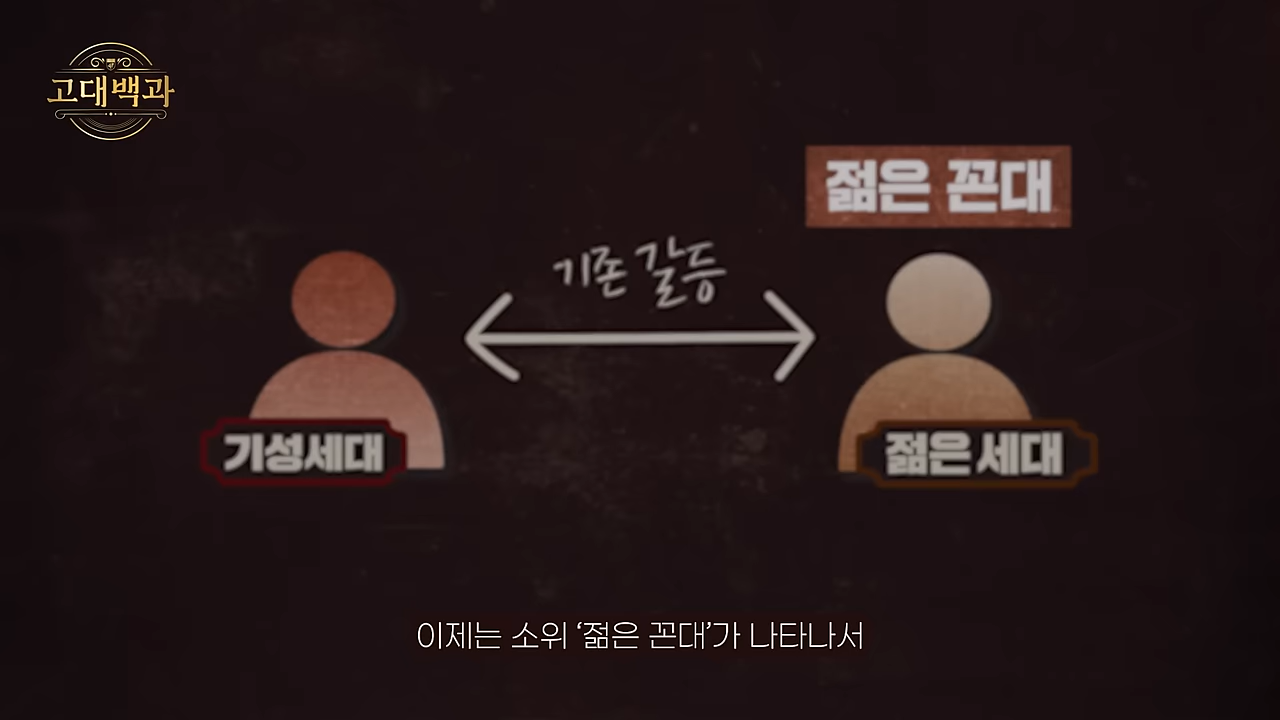 고대백과
젊은 꼰대
기존 갈등
기성세대
젊은 세대
이제는 소위 ‘젊은 꼰대’가 나타나서